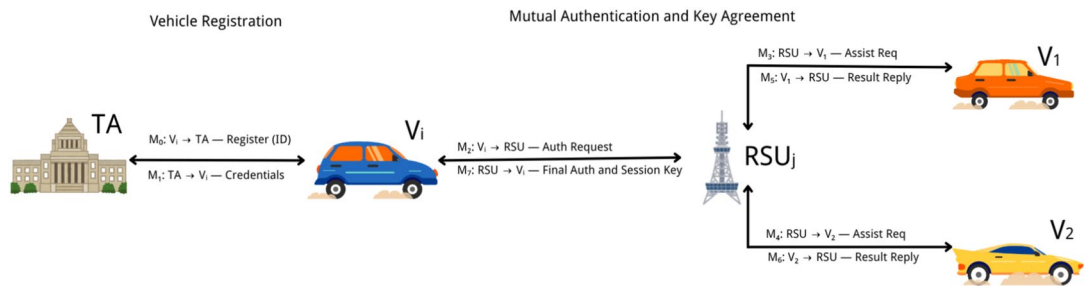 Vehicle Registration
Mutual Authentication and Key Agreement
TA
M₀: Vᵢ → TA — Register (ID)
M₁: TA → Vᵢ — Credentials
Vᵢ
M₂: Vᵢ → RSU — Auth Request
M₇: RSU → Vᵢ — Final Auth and Session Key
RSUⱼ
M₃: RSU → V₁ — Assist Req
M₅: V₁ → RSU — Result Reply
V₁
M₄: RSU → V₂ — Assist Req
M₆: V₂ → RSU — Result Reply
V₂